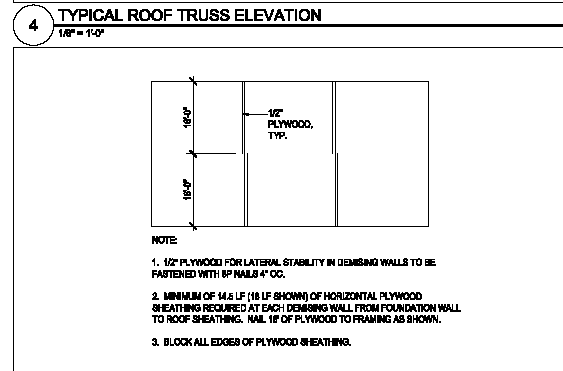 4
TYPICAL ROOF TRUSS ELEVATION
1/8" = 1'-0"
16'-0"
1/2"
PLYWOOD,
TYP.
16'-0"
NOTE:
1. 1/2" PLYWOOD FOR LATERAL STABILITY IN DEMISING WALLS TO BE
FASTENED WITH 8P NAILS 4" OC.
2. MINIMUM OF 14.5 LF (16 LF SHOWN) OF HORIZONTAL PLYWOOD
SHEATHING REQUIRED AT EACH DEMISING WALL FROM FOUNDATION WALL
TO ROOF SHEATHING. NAIL 16' OF PLYWOOD TO FRAMING AS SHOWN.
3. BLOCK ALL EDGES OF PLYWOOD SHEATHING.